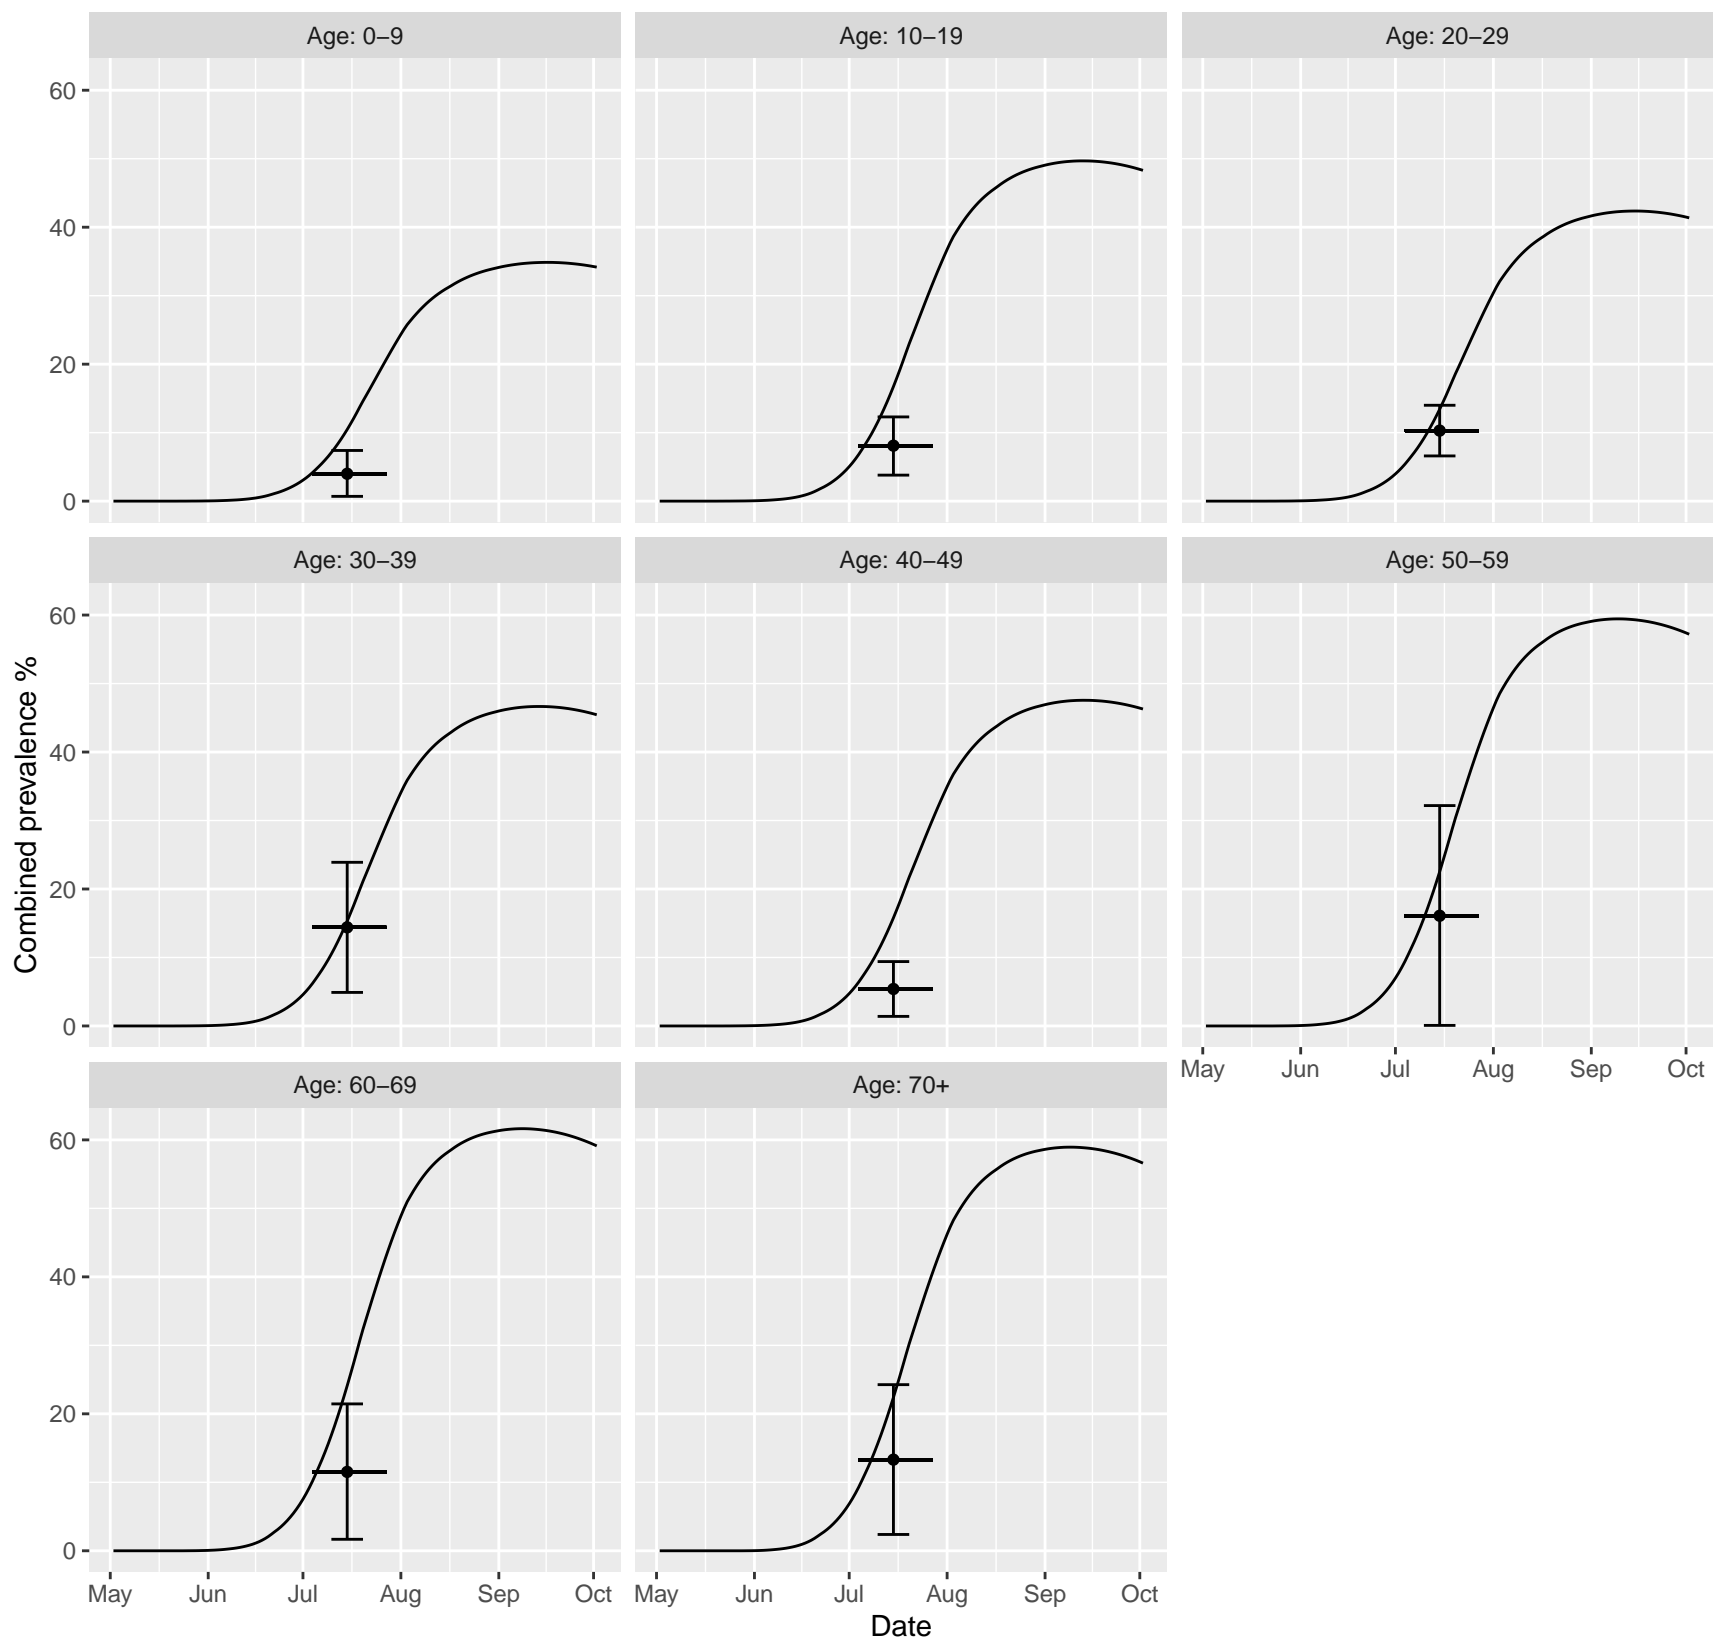 Age: 0–9
Age: 10–19
Age: 20–29
60
40
20
0
Age: 30–39
Age: 40–49
Age: 50–59
60
40
20
0
Combined prevalence %
May Jun Jul Aug Sep Oct
Age: 60–69
Age: 70+
60
40
20
0
May Jun Jul Aug Sep Oct
May Jun Jul Aug Sep Oct
Date